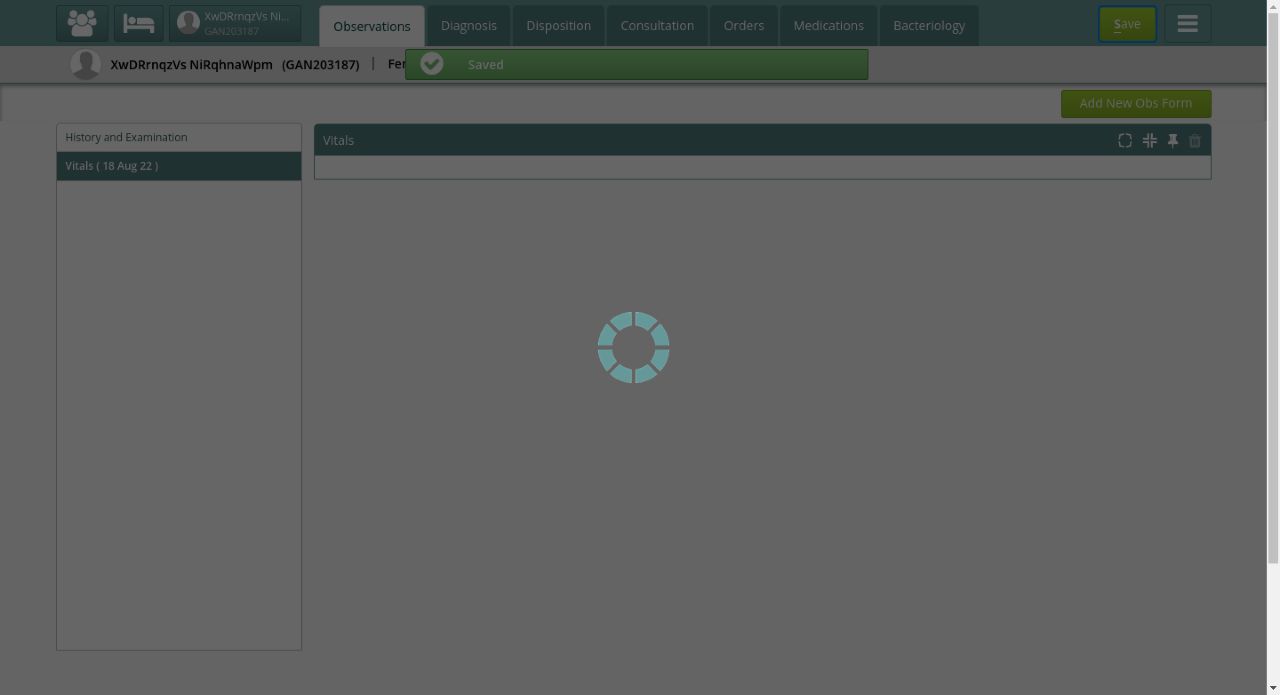 XwDRrnqzVs Ni...
GAN203187
Observations
Diagnosis
Disposition
Consultation
Orders
Medications
Bacteriology
Save
XwDRrnqzVs NiRqhnaWpm (GAN203187) | Fer
Saved
Add New Obs Form
History and Examination
Vitals ( 18 Aug 22 )
Vitals